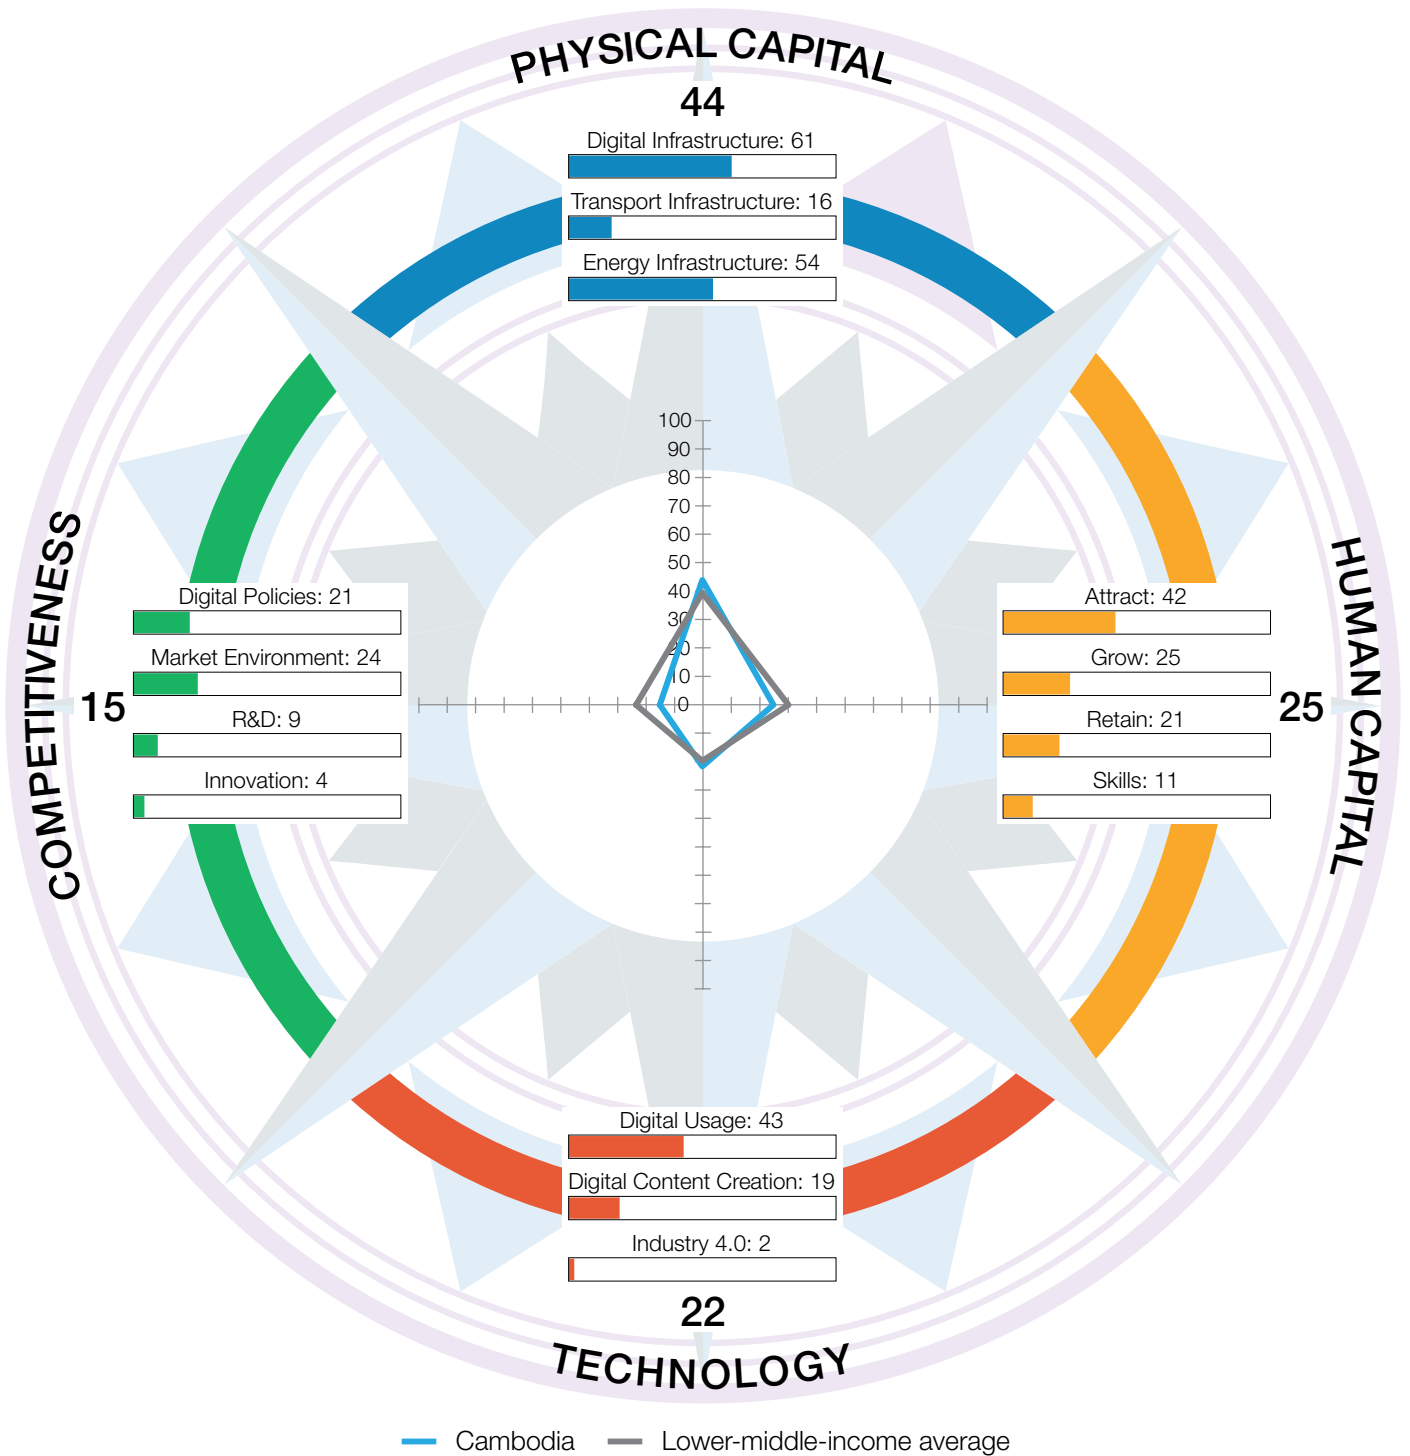 PHYSICAL CAPITAL
44
Digital Infrastructure: 61
Transport Infrastructure: 16
Energy Infrastructure: 54
100
90
80
70
60
50
40
30
20
10
0
COMPETITIVENESS
15
Digital Policies: 21
Market Environment: 24
R&D: 9
Innovation: 4
HUMAN CAPITAL
25
Attract: 42
Grow: 25
Retain: 21
Skills: 11
Digital Usage: 43
Digital Content Creation: 19
Industry 4.0: 2
22
TECHNOLOGY
Cambodia
Lower-middle-income average